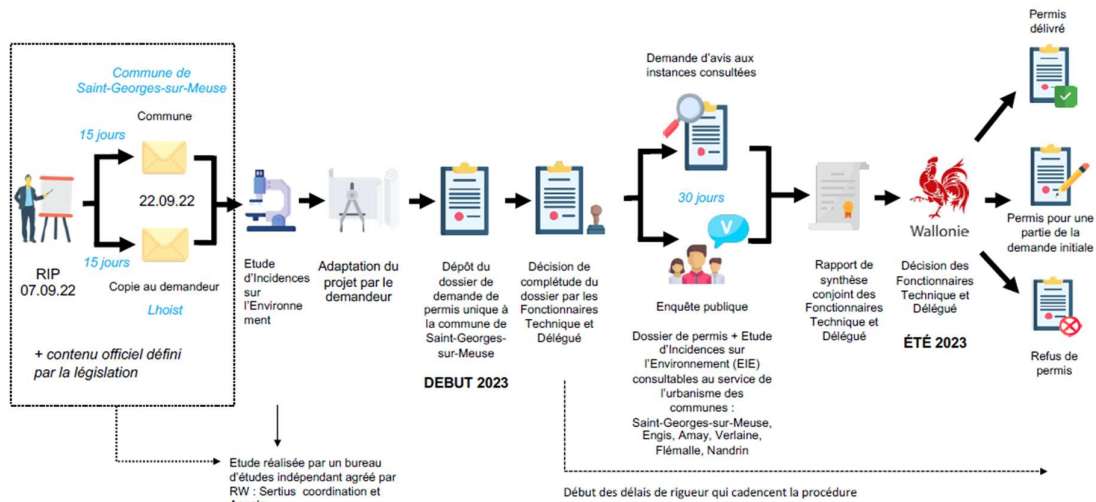 Commune de
Saint-Georges-sur-Meuse
Commune
15 jours
22.09.22
15 jours
RIP
07.09.22
Copie au demandeur
Lhoist
+ contenu officiel défini
par la législation
Etude
d'Incidences
sur
l'Environne
ment
Adaptation du
projet par le
demandeur
Dépôt du
dossier de
demande de
permis unique à
la commune de
Saint-Georges-
sur-Meuse
DEBUT 2023
Décision de
complétude du
dossier par les
Fonctionnaires
Technique et
Délégué
Demande d'avis aux
instances consultées
30 jours
V
Enquête publique
Dossier de permis + Etude
d'Incidences sur
l'Environnement (EIE)
consultables au service de
l'urbanisme des
communes :
Saint-Georges-sur-Meuse,
Engis, Amay, Verlaine,
Flémalle, Nandrin
Rapport de
synthèse
conjoint des
Fonctionnaires
Technique et
Délégué
Wallonie
Décision des
Fonctionnaires
Technique et
Délégué
ÉTÉ 2023
Permis
délivré
Permis pour une
partie de la
demande initiale
Refus de
permis
Etude réalisée par un bureau
d'études indépendant agréé par
RW : Sertius coordination et
Début des délais de rigueur qui cadencent la procédure